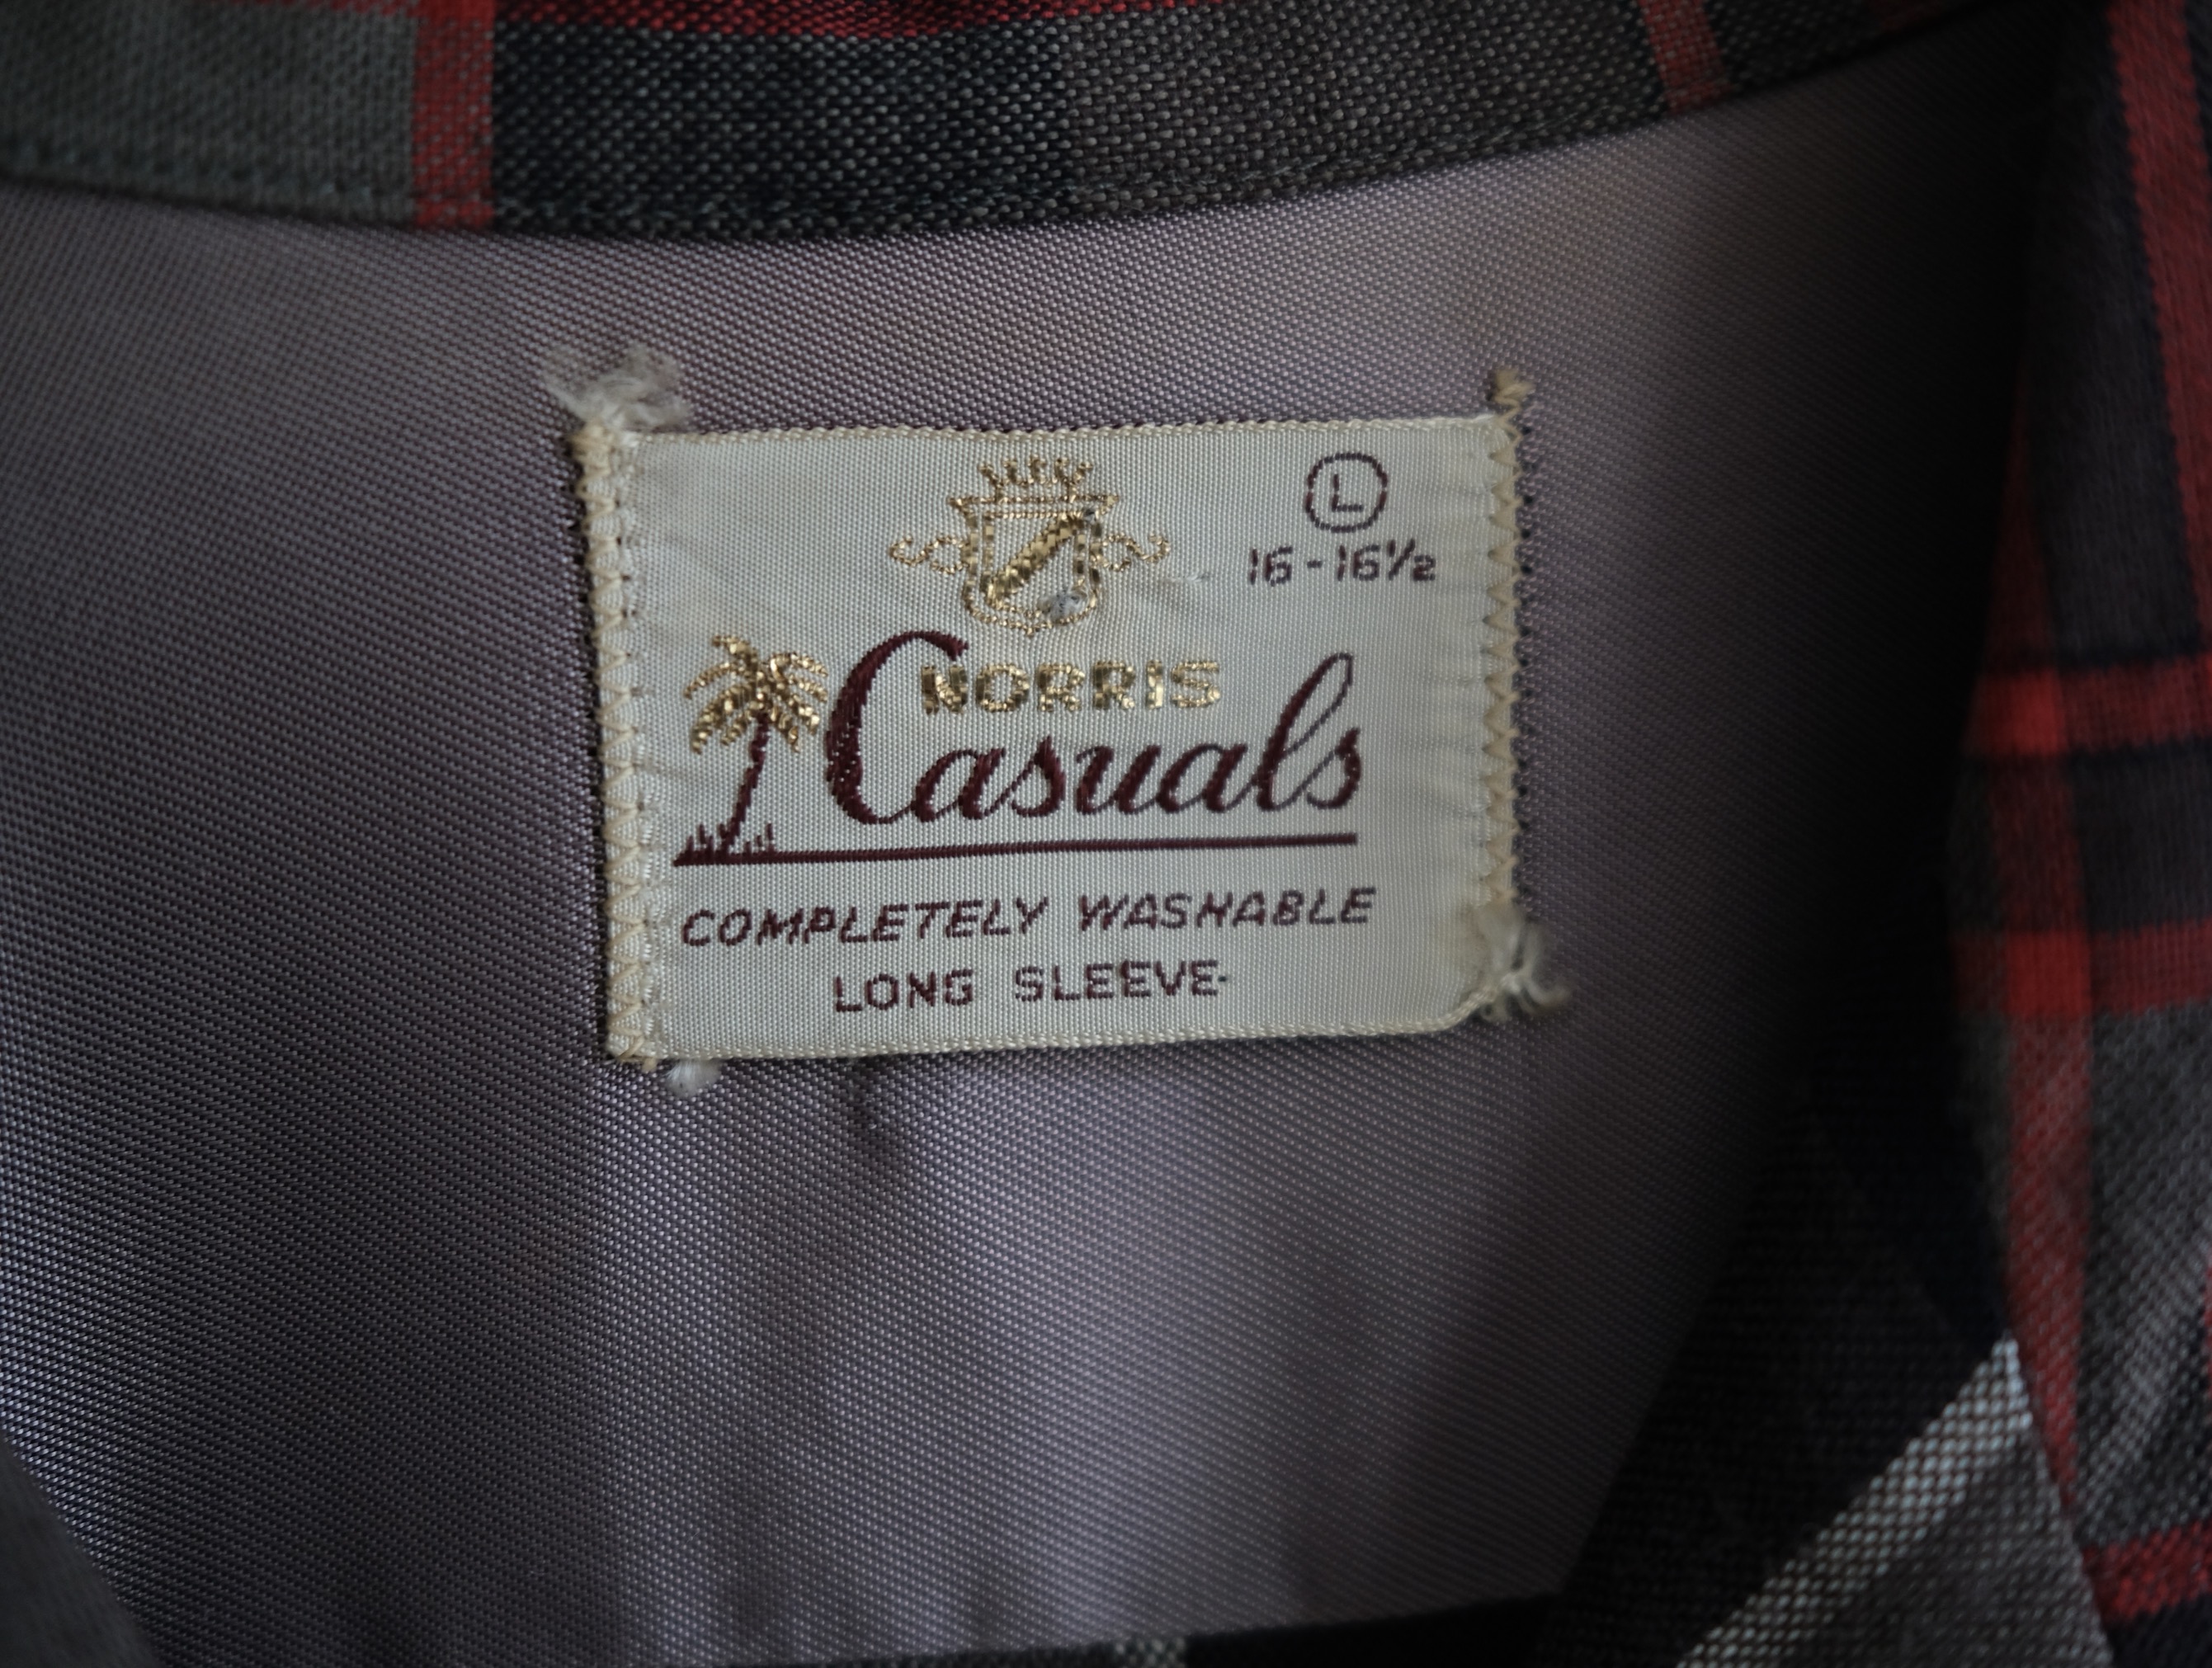 L
16-16½
NORRIS
Casuals
COMPLETELY WASHABLE
LONG SLEEVE